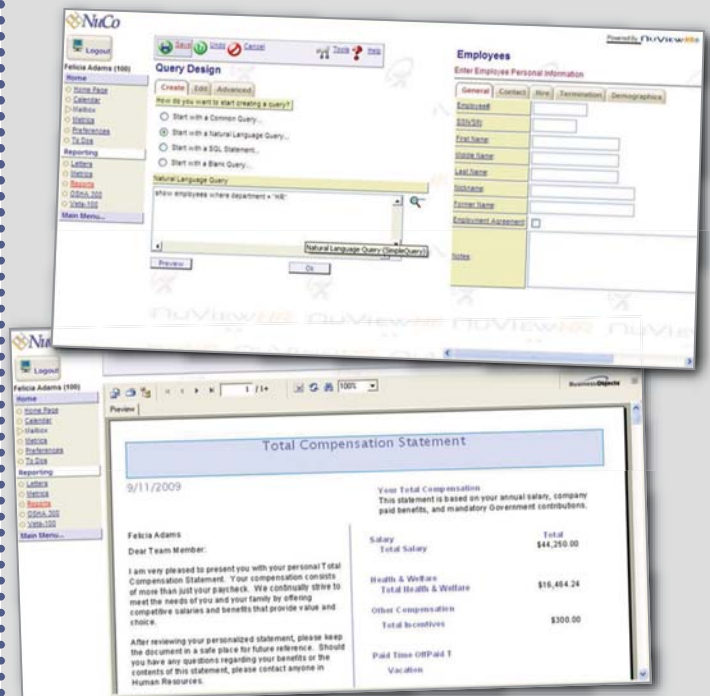 NuCo
Powered By NuViewHR
Logout
Save Undo Cancel Tools Help
Felicia Adams (100)
Home
Home Page
Calendar
Mailbox
Metrics
Preferences
To Dos
Reporting
Letters
Metrics
Reports
OSHA 300
Vets-100
Main Menu...
Query Design
Create Edit Advanced
How do you want to start creating a query?
Start with a Common Query...
Start with a Natural Language Query...
Start with a SQL Statement...
Start with a Blank Query...
Natural Language Query
show employees where department = "HR"
Natural Language Query (SimpleQuery)
Preview Ok
Employees
Enter Employee Personal Information
General Contact Hire Termination Demographics
Employee#
SSN/SIN
First Name
Middle Name
Last Name
Nickname
Former Name
Employment Agreement
Notes
NuViewHR NuViewHR NuViewHR NuView
Nu
Logout
Felicia Adams (100)
Home
Home Page
Calendar
Mailbox
Metrics
Preferences
To Dos
Reporting
Letters
Metrics
Reports
OSHA 300
Vets-100
Main Menu...
1 /1+ 100%
Business Objects
Preview
Total Compensation Statement
9/11/2009
Felicia Adams
Dear Team Member:
I am very pleased to present you with your personal Total
Compensation Statement. Your compensation consists
of more than just your paycheck. We continually strive to
meet the needs of you and your family by offering
competitive salaries and benefits that provide value and
choice.
After reviewing your personalized statement, please keep
the document in a safe place for future reference. Should
you have any questions regarding your benefits or the
contents of this statement, please contact anyone in
Human Resources.
Your Total Compensation
This statement is based on your annual salary, company
paid benefits, and mandatory Government contributions.
Total
Salary
Total Salary $44,250.00
Health & Welfare
Total Health & Welfare $16,484.24
Other Compensation
Total Incentives $300.00
Paid Time OffPaid T
Vacation